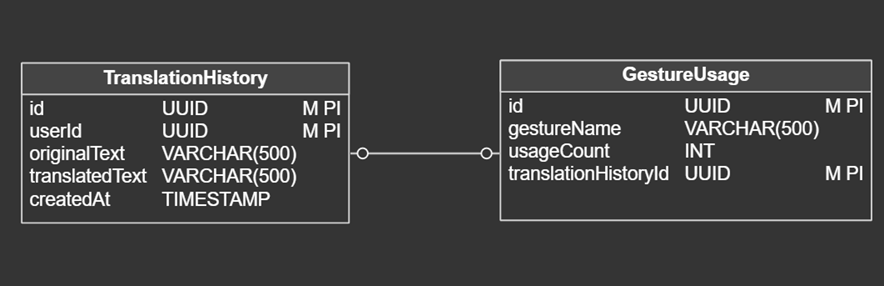 TranslationHistory
id UUID M PI
userId UUID M PI
originalText VARCHAR(500)
translatedText VARCHAR(500)
createdAt TIMESTAMP
GestureUsage
id UUID M PI
gestureName VARCHAR(500)
usageCount INT
translationHistoryId UUID M PI